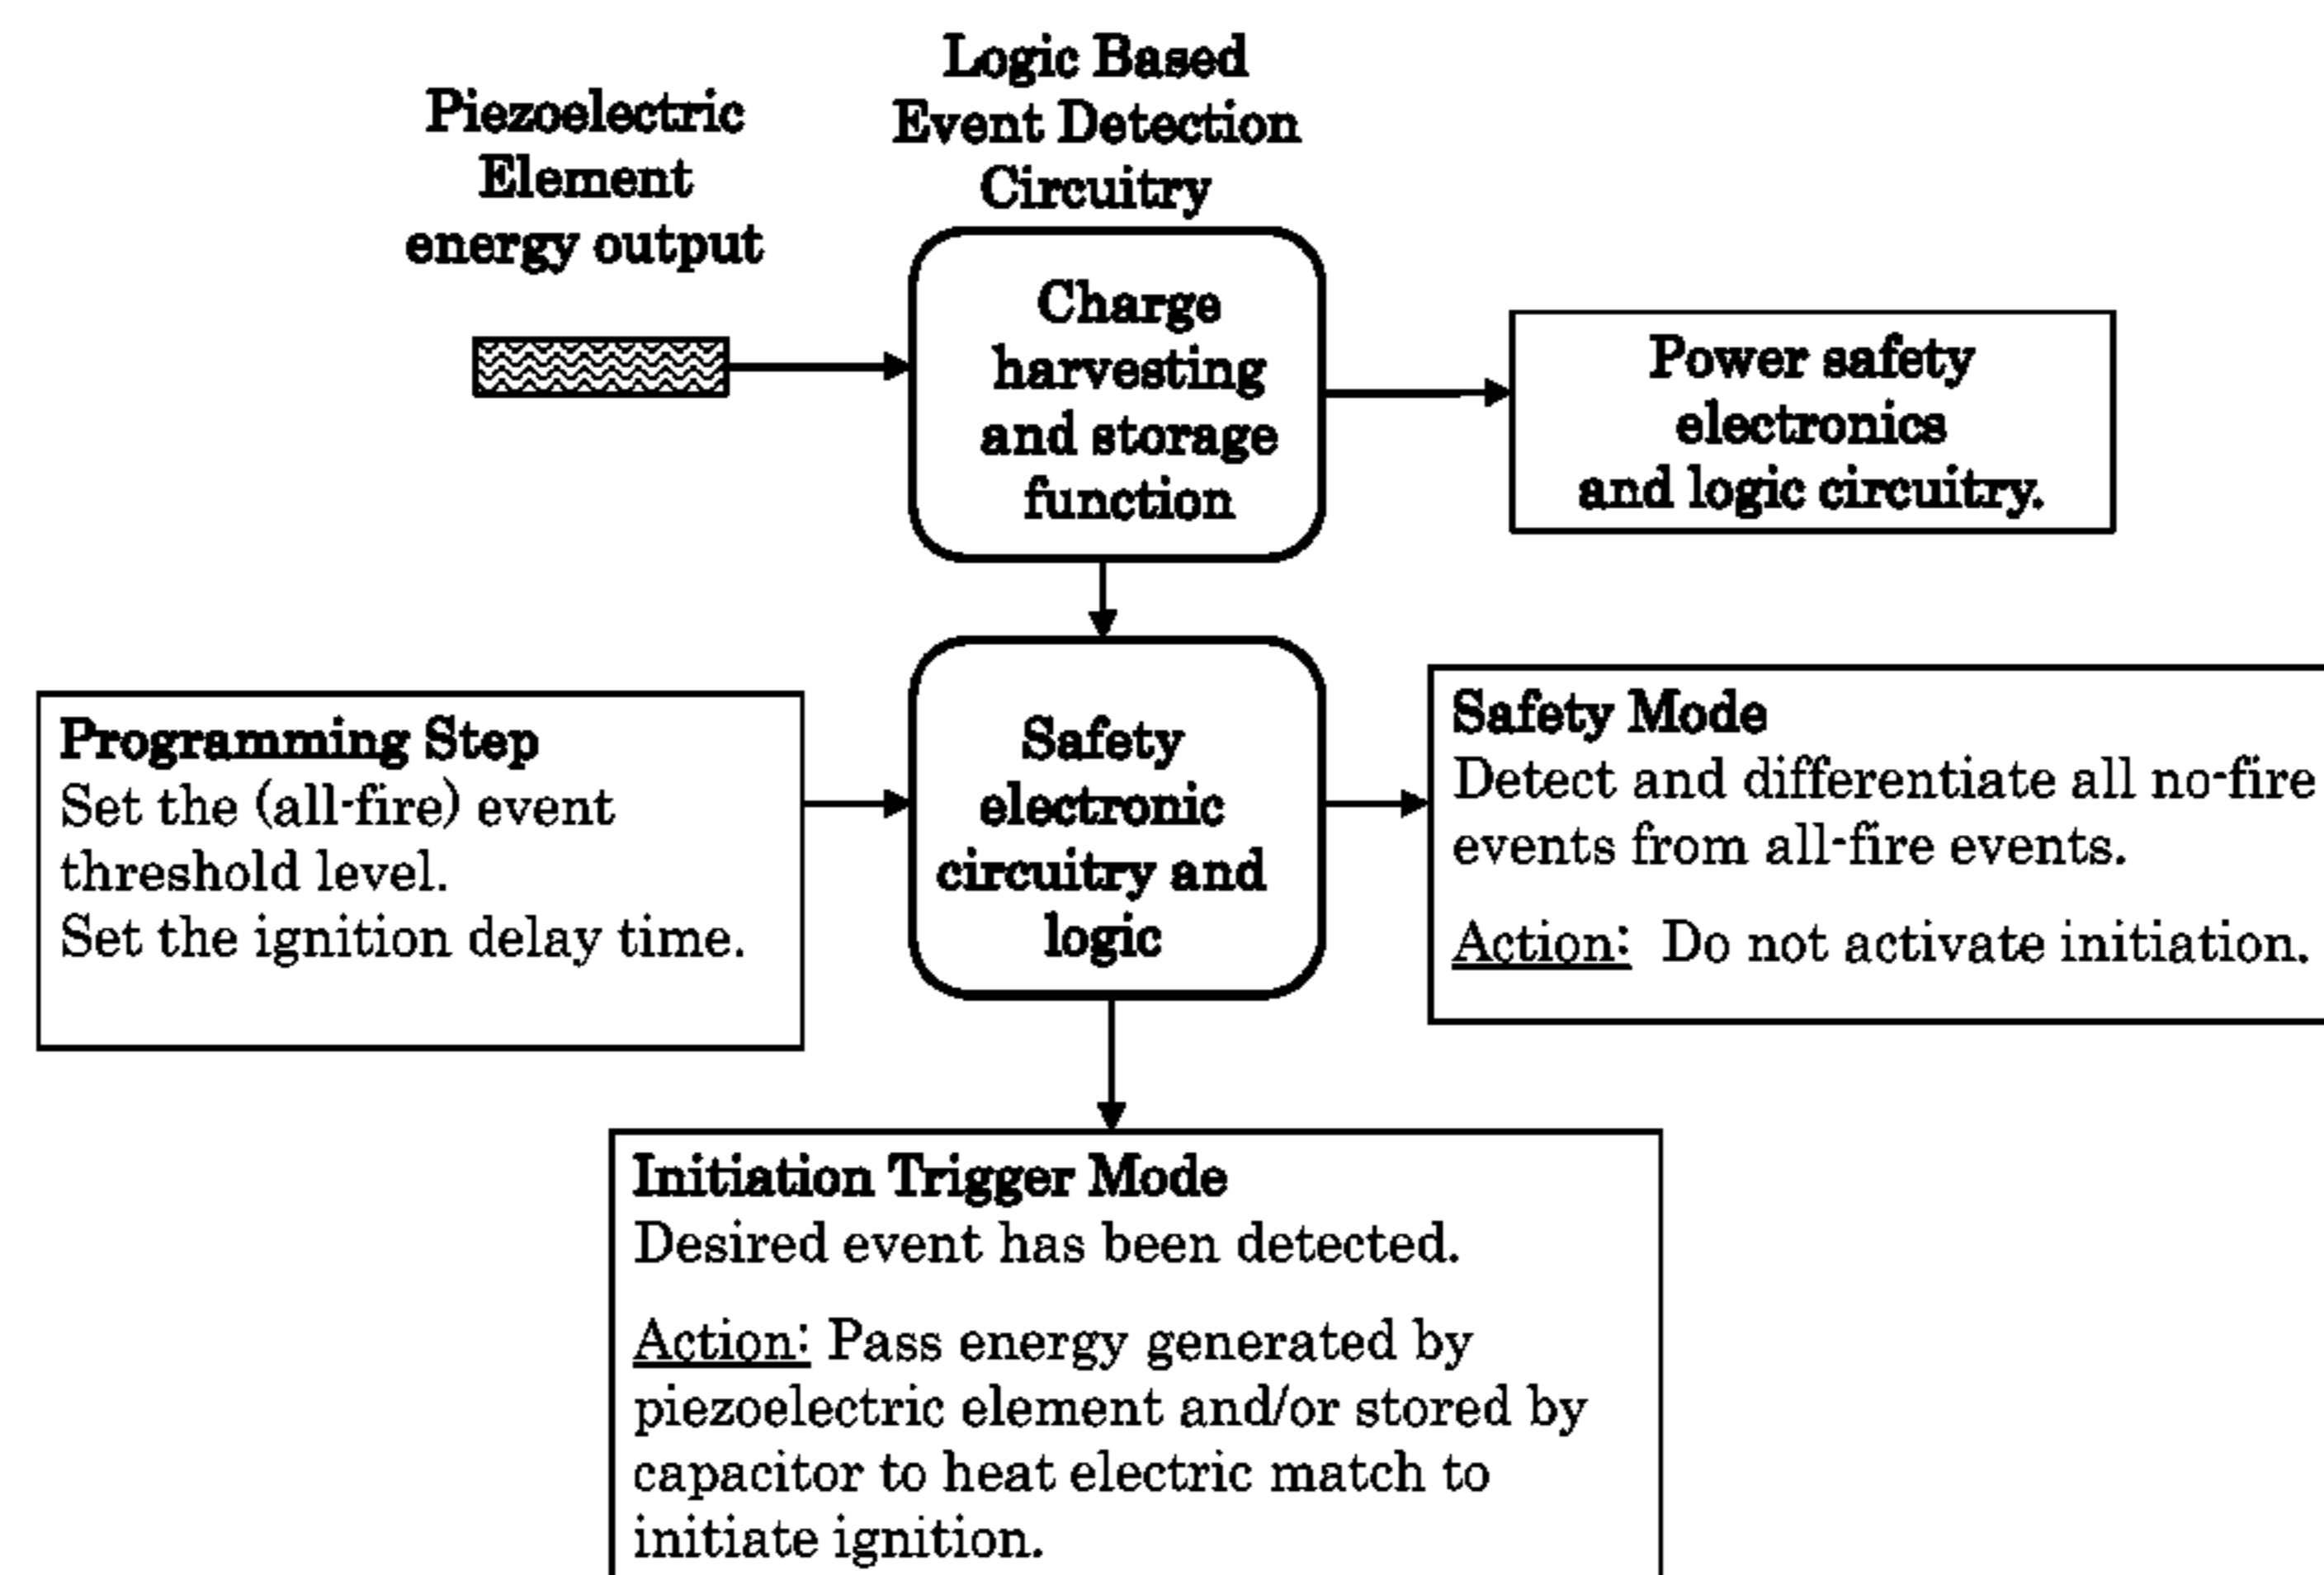 Piezoelectric
Element
energy output
Logic Based
Event Detection
Circuitry
Charge
harvesting
and storage
function
Power safety
electronics
and logic circuitry.
Programming Step
Set the (all-fire) event
threshold level.
Set the ignition delay time.
Safety
electronic
circuitry and
logic
Safety Mode
Detect and differentiate all no-fire
events from all-fire events.
Action: Do not activate initiation.
Initiation Trigger Mode
Desired event has been detected.
Action: Pass energy generated by
piezoelectric element and/or stored by
capacitor to heat electric match to
initiate ignition.